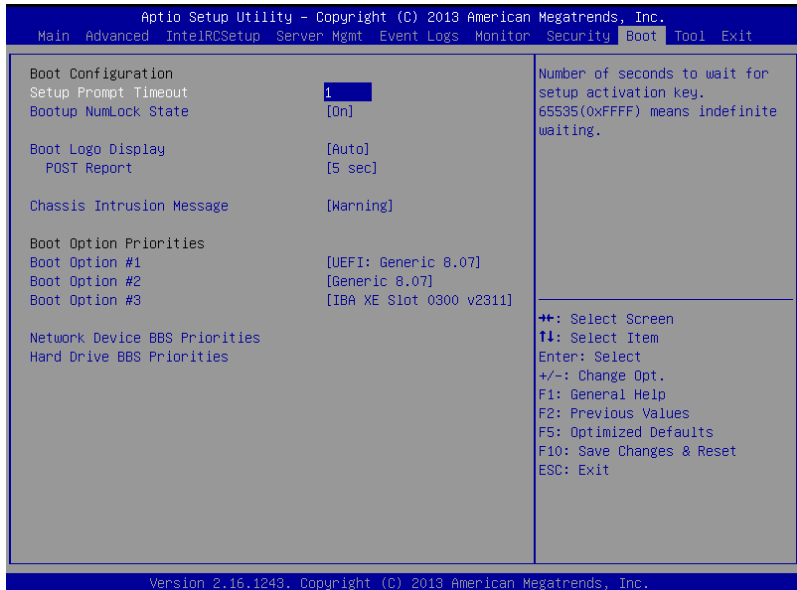 Aptio Setup Utility – Copyright (C) 2013 American Megatrends, Inc.
Main Advanced IntelRCSetup Server Mgmt Event Logs Monitor Security Boot Tool Exit
Boot Configuration
Setup Prompt Timeout 1
Bootup NumLock State [On]
Boot Logo Display [Auto]
POST Report [5 sec]
Chassis Intrusion Message [Warning]
Boot Option Priorities
Boot Option #1 [UEFI: Generic 8.07]
Boot Option #2 [Generic 8.07]
Boot Option #3 [IBA XE Slot 0300 v2311]
Network Device BBS Priorities
Hard Drive BBS Priorities
Number of seconds to wait for
setup activation key.
65535(0xFFFF) means indefinite
waiting.
→←: Select Screen
↑↓: Select Item
Enter: Select
+/-: Change Opt.
F1: General Help
F2: Previous Values
F5: Optimized Defaults
F10: Save Changes & Reset
ESC: Exit
Version 2.16.1243. Copyright (C) 2013 American Megatrends, Inc.